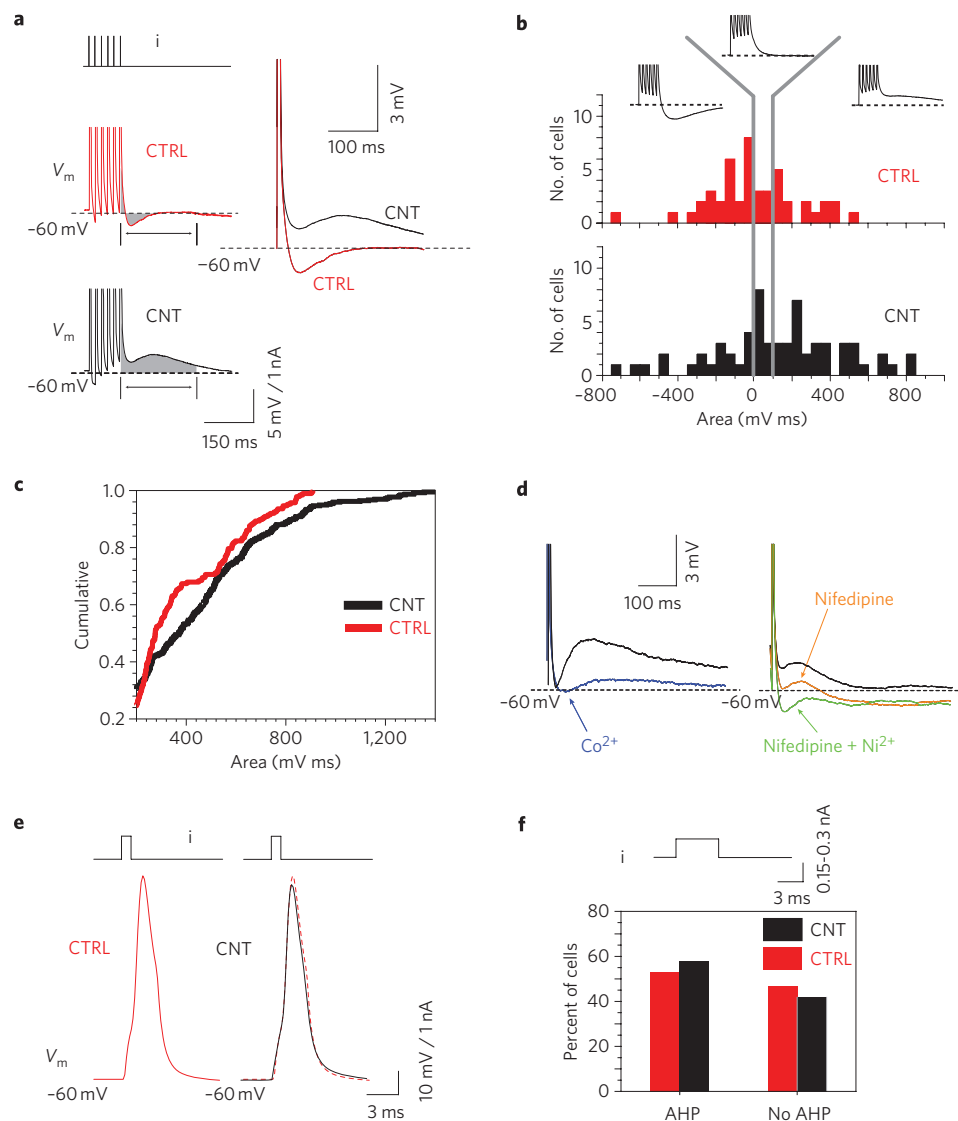 a
i
3 mV
100 ms
CTRL
Vm
−60 mV
CNT
−60 mV
CTRL
CNT
Vm
−60 mV
5 mV / 1 nA
150 ms
b
No. of cells
10
5
0
CTRL
No. of cells
10
5
0
CNT
−800 −400 0 400 800
Area (mV ms)
c
Cumulative
1.0
0.8
0.6
0.4
0.2
CNT
CTRL
400 800 1,200
Area (mV ms)
d
3 mV
100 ms
Nifedipine
−60 mV
−60 mV
Co2+
Nifedipine + Ni2+
e
i
CTRL
CNT
Vm
−60 mV
−60 mV
10 mV / 1 nA
3 ms
f
i
0.15–0.3 nA
3 ms
Percent of cells
80
60
40
20
0
CNT
CTRL
AHP No AHP